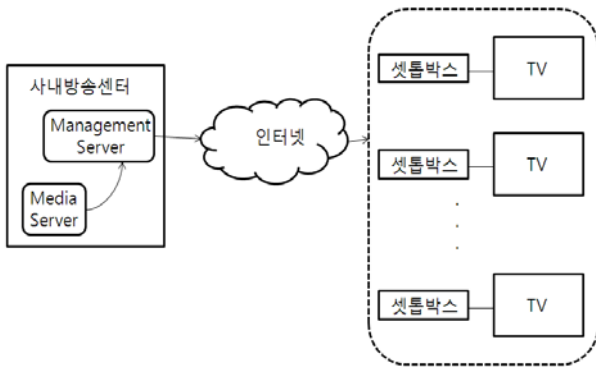 사내방송센터
Management
Server
Media
Server
인터넷
셋톱박스
TV
셋톱박스
TV
셋톱박스
TV